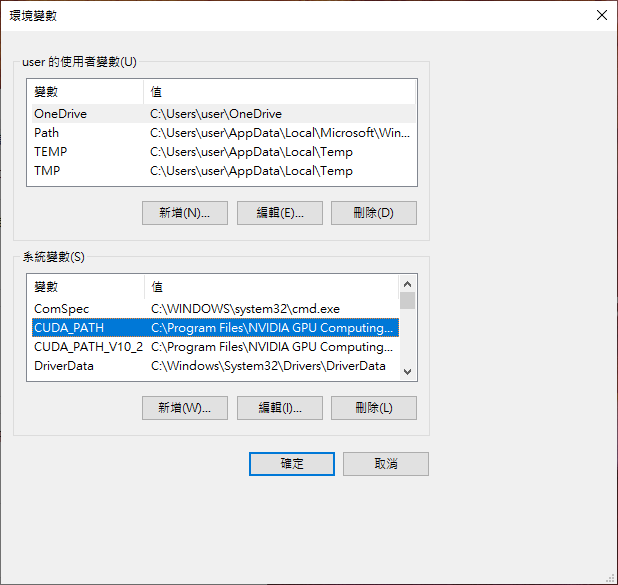 環境變數
user 的使用者變數(U)
變數 值
OneDrive C:\Users\user\OneDrive
Path C:\Users\user\AppData\Local\Microsoft\Win...
TEMP C:\Users\user\AppData\Local\Temp
TMP C:\Users\user\AppData\Local\Temp
新增(N)... 編輯(E)... 刪除(D)
系統變數(S)
變數 值
ComSpec C:\WINDOWS\system32\cmd.exe
CUDA_PATH C:\Program Files\NVIDIA GPU Computing...
CUDA_PATH_V10_2 C:\Program Files\NVIDIA GPU Computing...
DriverData C:\Windows\System32\Drivers\DriverData
新增(W)... 編輯(I)... 刪除(L)
確定 取消